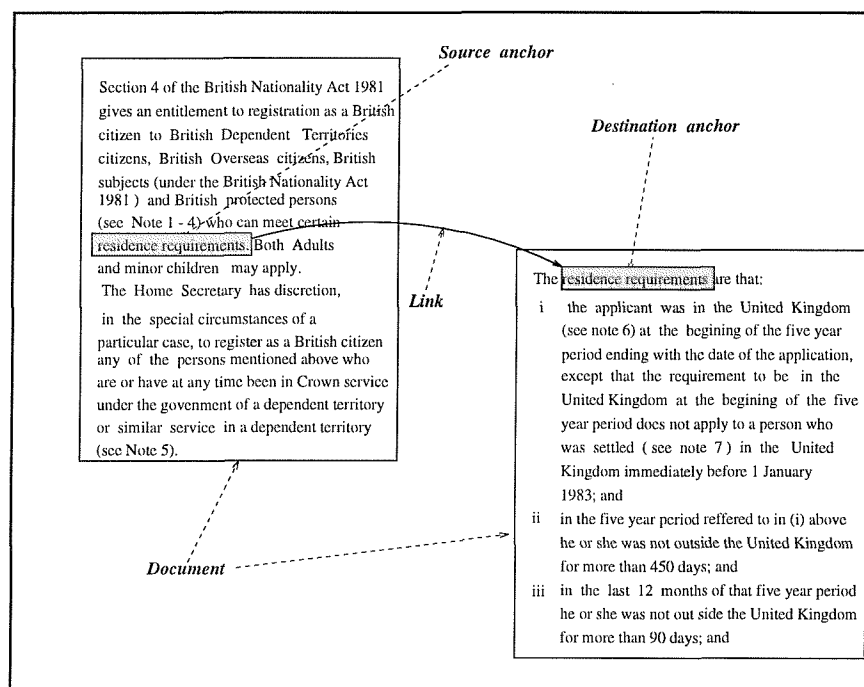 Source anchor
Section 4 of the British Nationality Act 1981
gives an entitlement to registration as a British
citizen to British Dependent Territories
citizens, British Overseas citizens, British
subjects (under the British Nationality Act
1981 ) and British protected persons
(see Note 1 - 4) who can meet certain
residence requirements. Both Adults
and minor children may apply.
The Home Secretary has discretion,
in the special circumstances of a
particular case, to register as a British citizen
any of the persons mentioned above who
are or have at any time been in Crown service
under the govenment of a dependent territory
or similar service in a dependent territory
(see Note 5).
Destination anchor
Link
The residence requirements are that:
i the applicant was in the United Kingdom
(see note 6) at the begining of the five year
period ending with the date of the application,
except that the requirement to be in the
United Kingdom at the begining of the five
year period does not apply to a person who
was settled ( see note 7 ) in the United
Kingdom immediately before 1 January
1983; and
ii in the five year period reffered to in (i) above
he or she was not outside the United Kingdom
for more than 450 days; and
iii in the last 12 months of that five year period
he or she was not out side the United Kingdom
for more than 90 days; and
Document